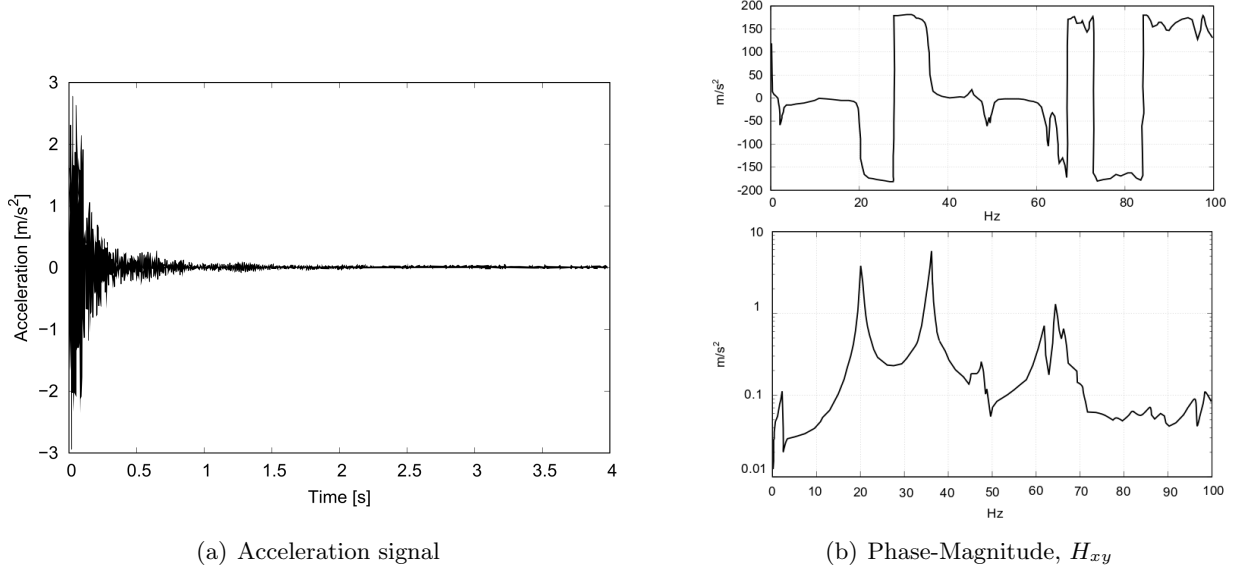 3
2
1
0
−1
−2
−3
0 0.5 1 1.5 2 2.5 3 3.5 4
Acceleration [m/s²]
Time [s]
(a) Acceleration signal
200
150
100
50
0
-50
-100
-150
-200
0 20 40 60 80 100
m/s²
Hz
10
1
0.1
0.01
0 10 20 30 40 50 60 70 80 90 100
m/s²
Hz
(b) Phase-Magnitude, Hxy